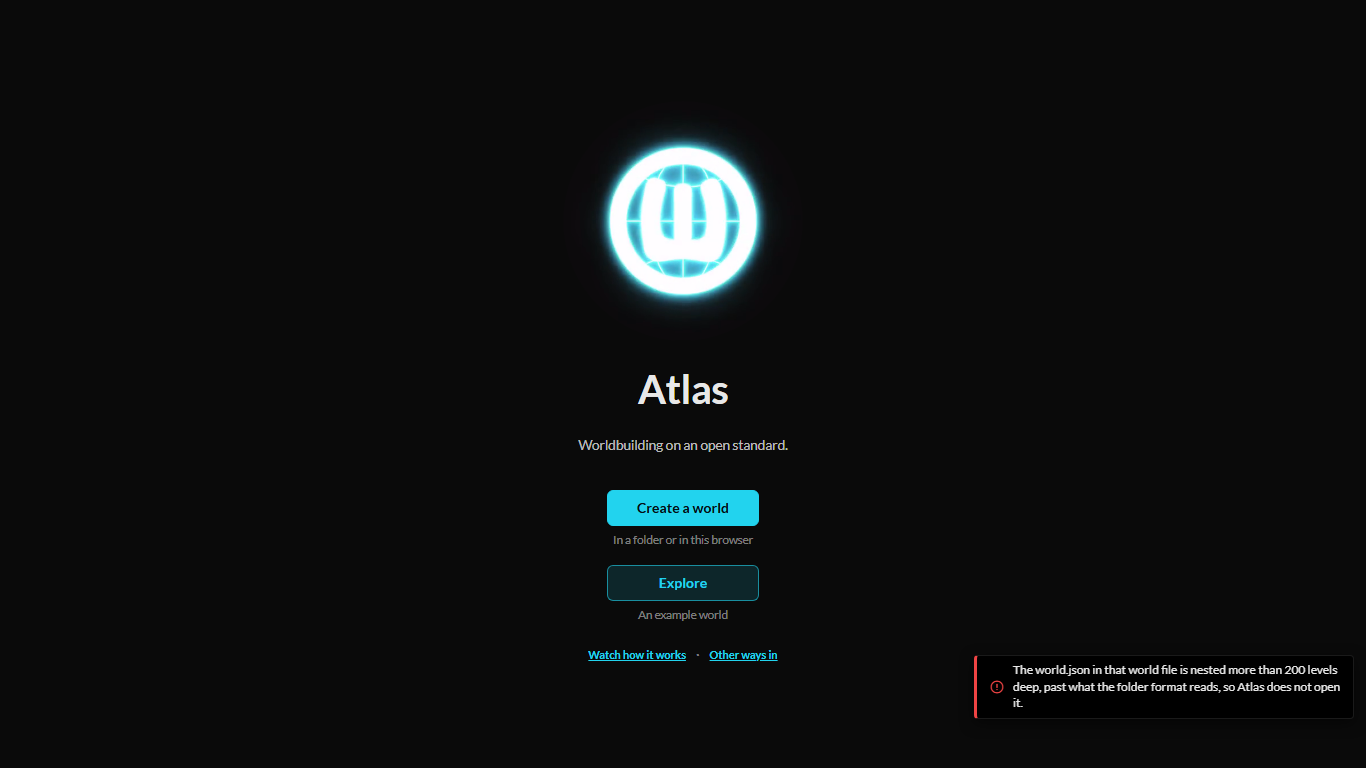 Atlas
Worldbuilding on an open standard.
Create a world
In a folder or in this browser
Explore
An example world
Watch how it works · Other ways in
The world.json in that world file is nested more than 200 levels
deep, past what the folder format reads, so Atlas does not open
it.